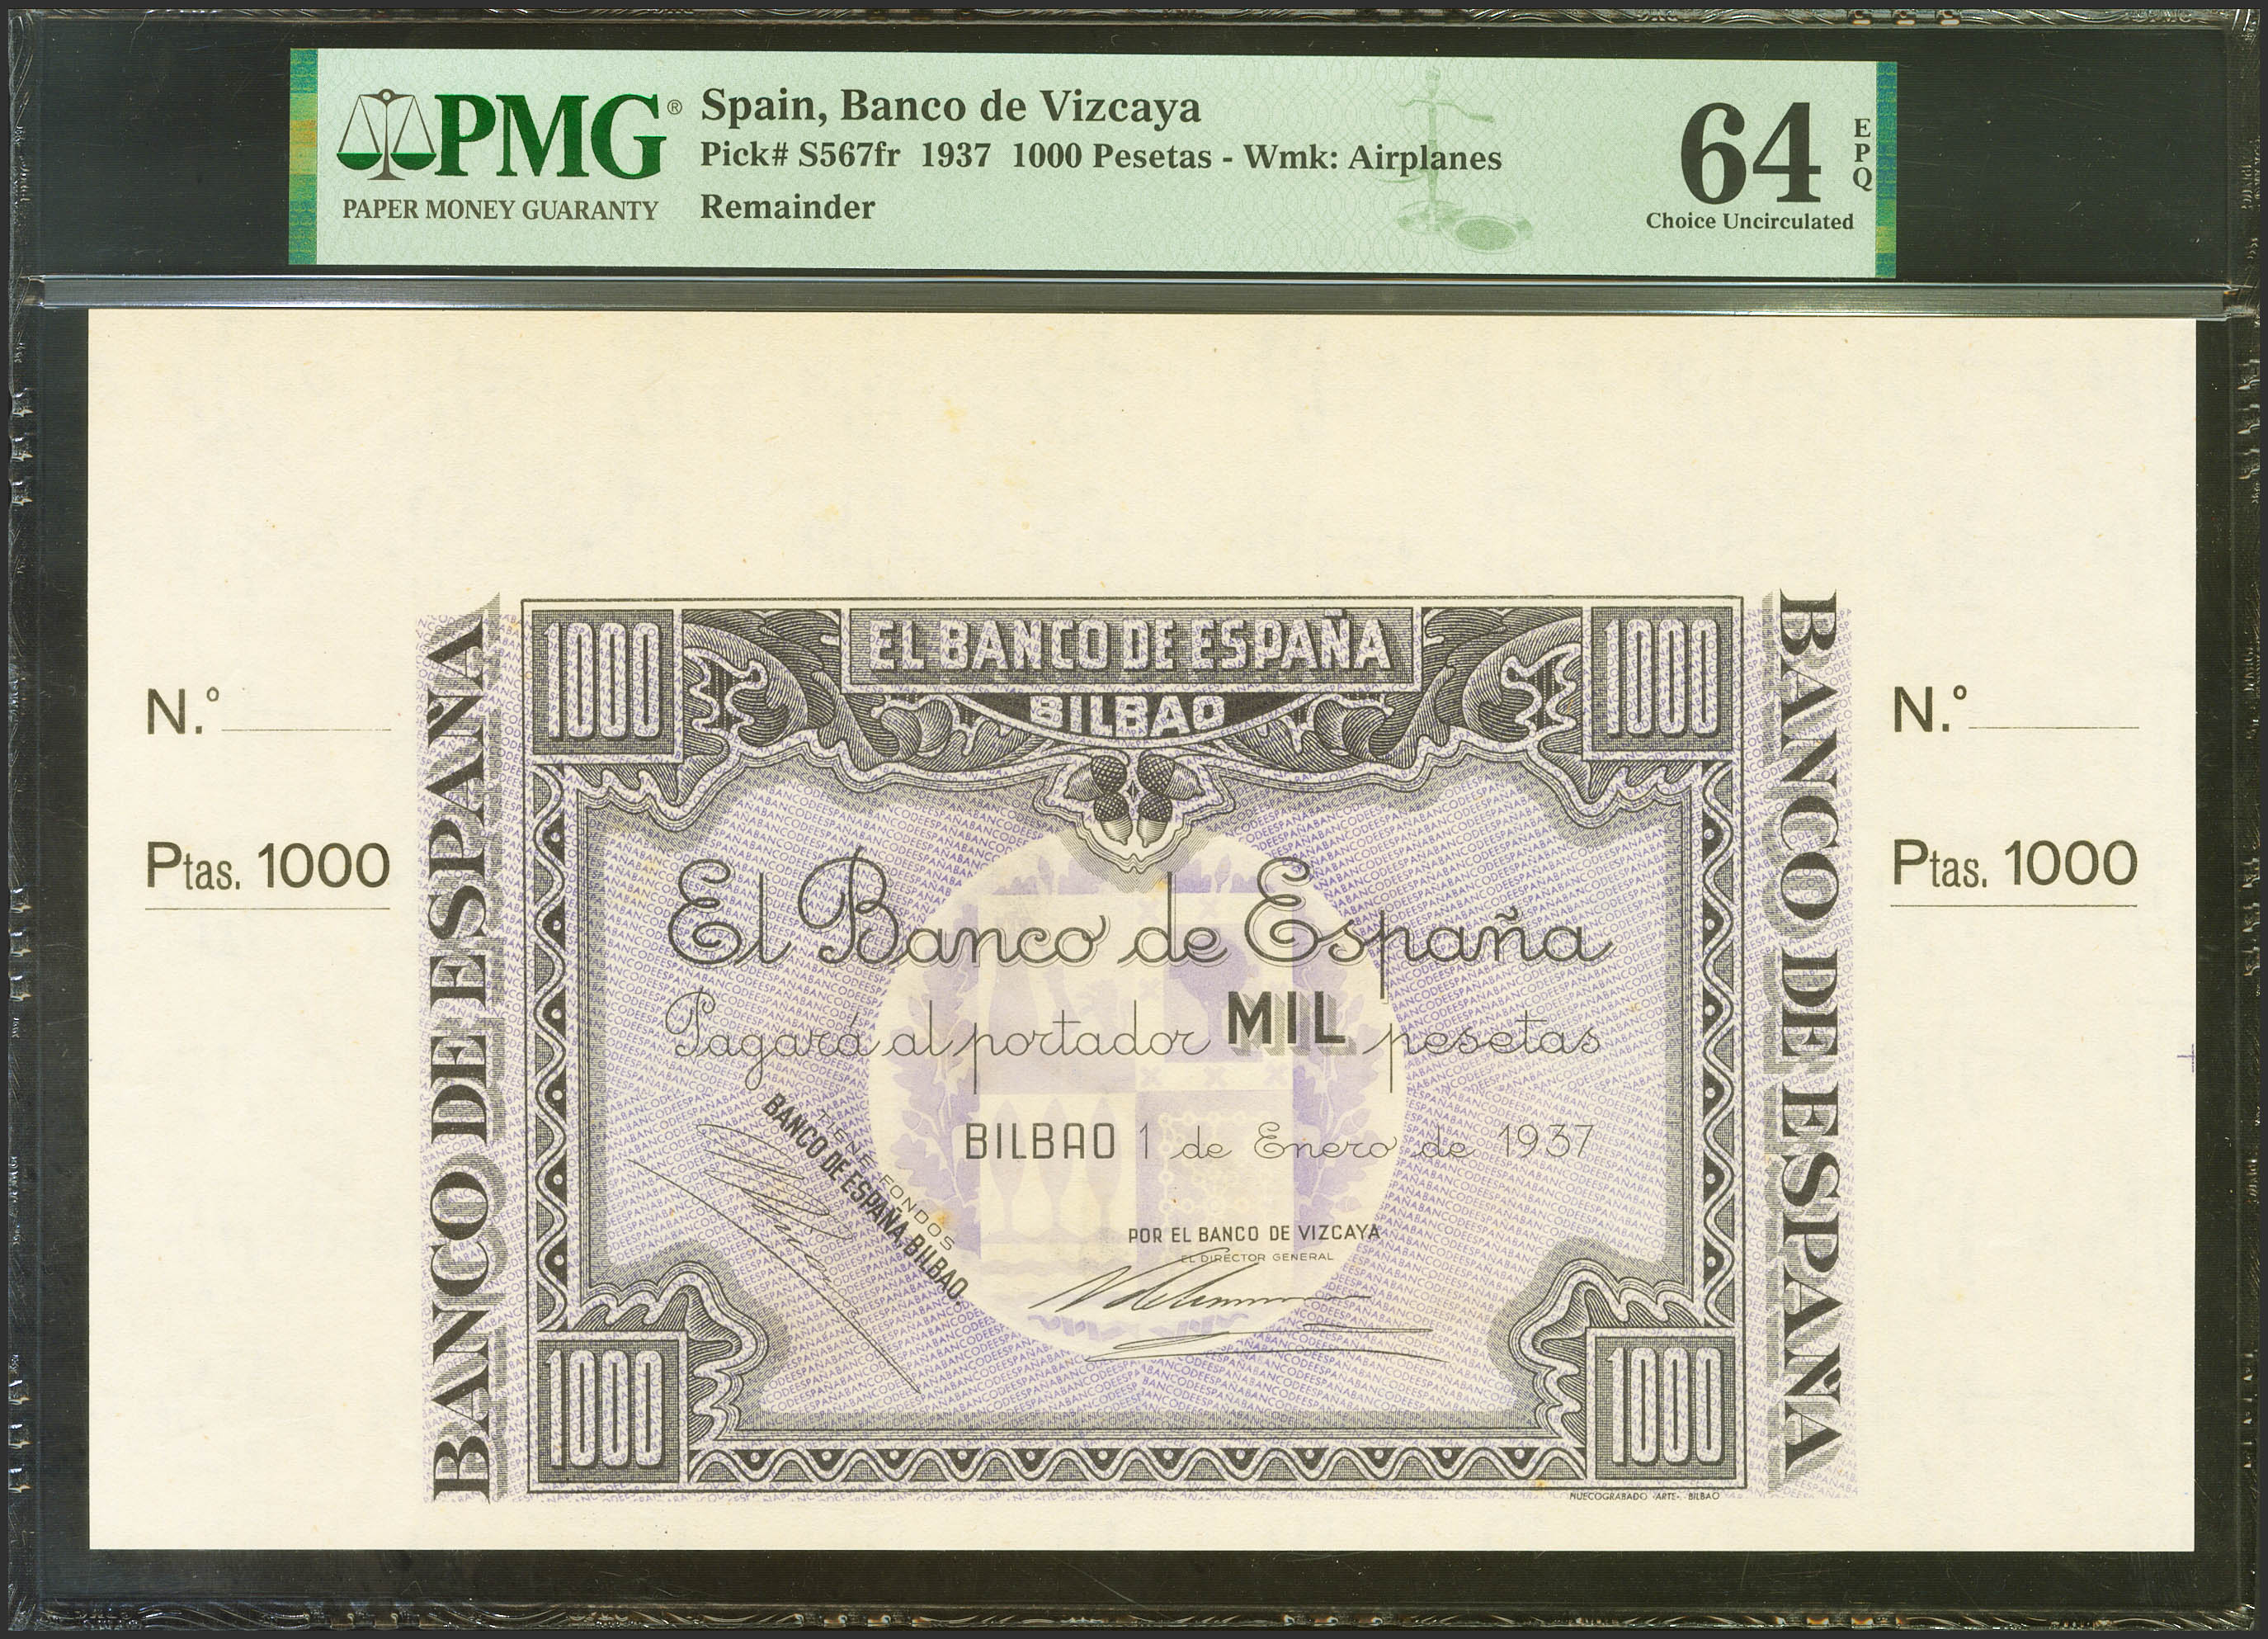 PMG®
PAPER MONEY GUARANTY
Spain, Banco de Vizcaya
Pick# S567fr 1937 1000 Pesetas - Wmk: Airplanes
Remainder
64
EPQ
Choice Uncirculated
N.º
Ptas. 1000
BANCO DE ESPAÑA
1000
EL BANCO DE ESPAÑA
BILBAO
1000
El Banco de España
Pagará al portador MIL pesetas
BILBAO 1 de Enero de 1937
TIENE FONDOS
BANCO DE ESPAÑA, BILBAO
POR EL BANCO DE VIZCAYA
EL DIRECTOR GENERAL
1000
1000
HUECOGRABADO ARTE - BILBAO
BANCO DE ESPAÑA
N.º
Ptas. 1000